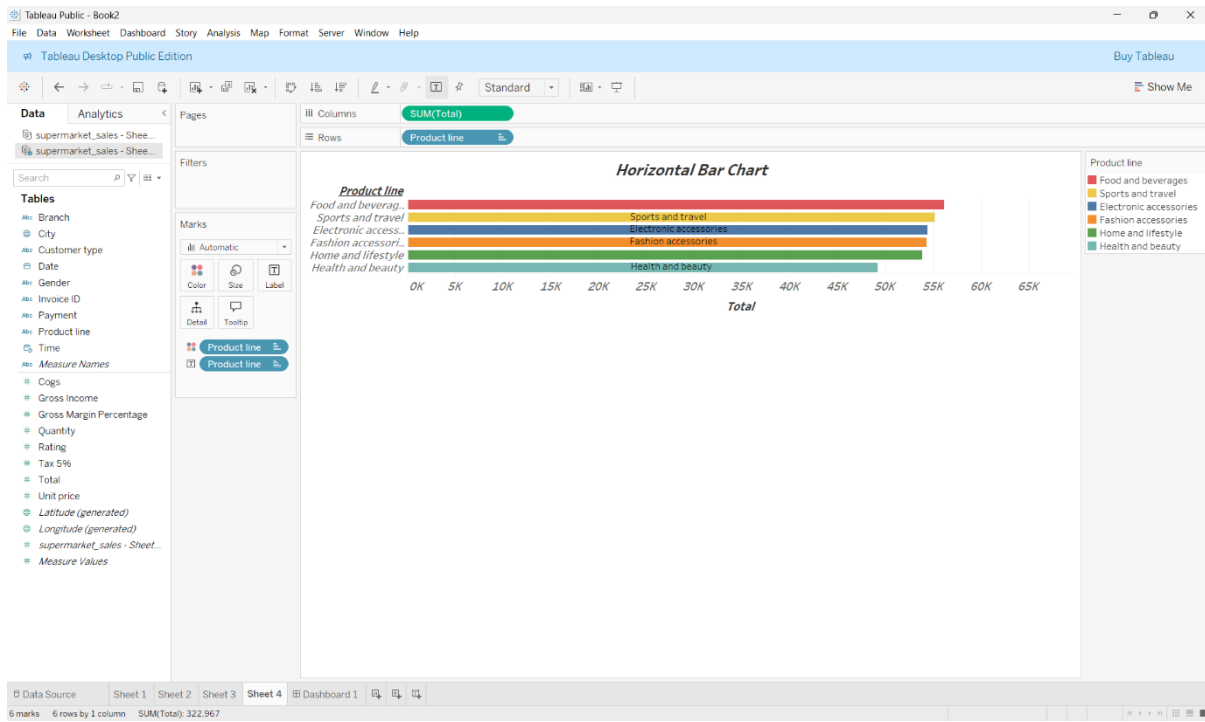 Tableau Public - Book2
File Data Worksheet Dashboard Story Analysis Map Format Server Window Help
Tableau Desktop Public Edition Buy Tableau
Standard Show Me
Data Analytics Pages Columns SUM(Total)
supermarket_sales - Shee...
Rows Product line
supermarket_sales - Shee...
Search
Tables
Abc Branch
City
Abc Customer type
Date
Abc Gender
Abc Invoice ID
Abc Payment
Abc Product line
Time
Abc Measure Names
# Cogs
# Gross Income
# Gross Margin Percentage
# Quantity
# Rating
# Tax 5%
# Total
# Unit price
Latitude (generated)
Longitude (generated)
# supermarket_sales - Sheet...
# Measure Values
Filters
Marks
Automatic
Color Size Label
Detail Tooltip
Product line
Product line
Horizontal Bar Chart
Product line
Food and beverag..
Sports and travel Sports and travel
Electronic access.. Electronic accessories
Fashion accessori.. Fashion accessories
Home and lifestyle
Health and beauty Health and beauty
0K 5K 10K 15K 20K 25K 30K 35K 40K 45K 50K 55K 60K 65K
Total
Product line
Food and beverages
Sports and travel
Electronic accessories
Fashion accessories
Home and lifestyle
Health and beauty
Data Source Sheet 1 Sheet 2 Sheet 3 Sheet 4 Dashboard 1
6 marks 6 rows by 1 column SUM(Total): 322.967